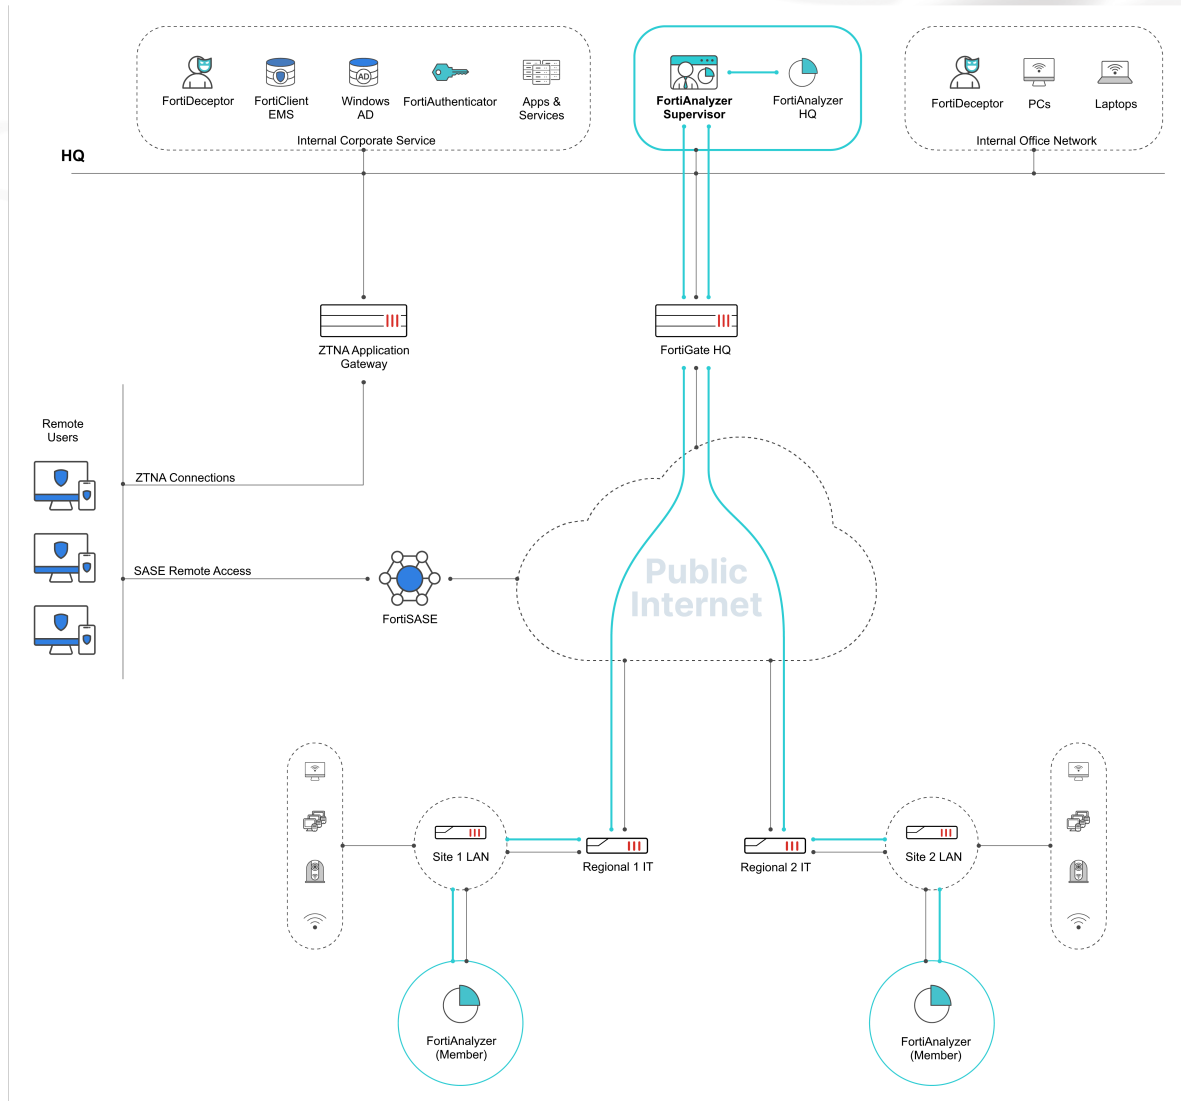 FortiDeceptor
FortiClient
EMS
Windows
AD
AD
FortiAuthenticator
Apps &
Services
Internal Corporate Service
FortiAnalyzer
Supervisor
FortiAnalyzer
HQ
FortiDeceptor
PCs
Laptops
Internal Office Network
HQ
ZTNA Application
Gateway
FortiGate HQ
Remote
Users
ZTNA Connections
SASE Remote Access
FortiSASE
Public
Internet
Site 1 LAN
Regional 1 IT
Regional 2 IT
Site 2 LAN
FortiAnalyzer
(Member)
FortiAnalyzer
(Member)